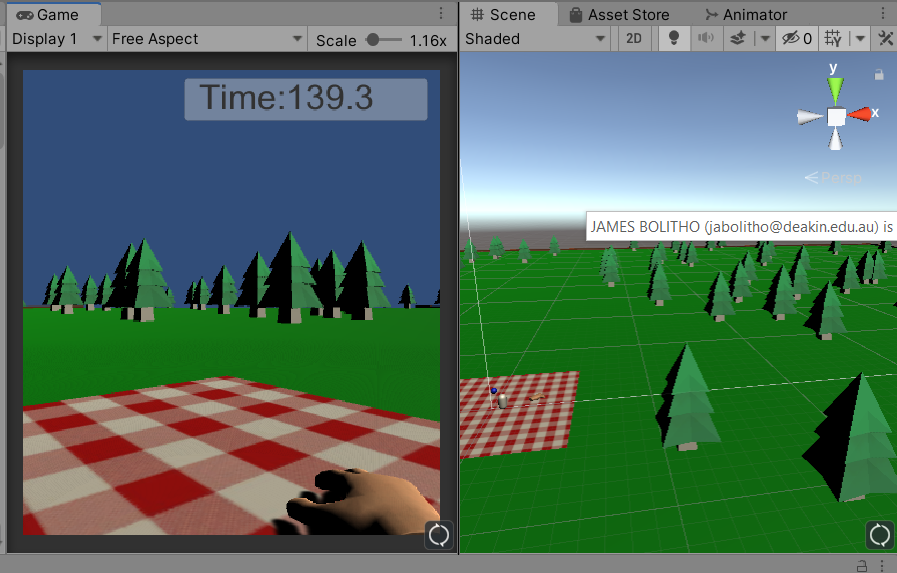 Game
Display 1
Free Aspect
Scale
1.16x
Time:139.3
Scene
Asset Store
Animator
Shaded
2D
0
y
x
Persp
JAMES BOLITHO (jabolitho@deakin.edu.au) is